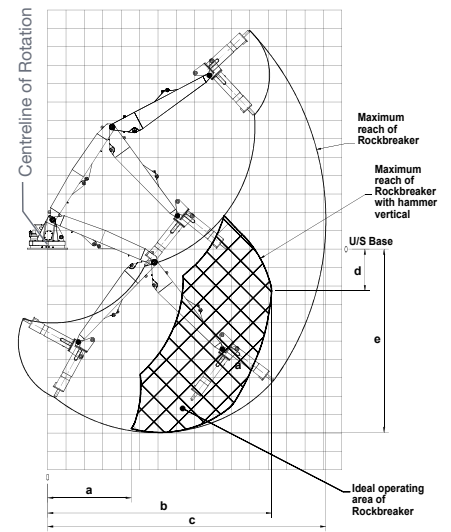 Centreline of Rotation
Maximum
reach of
Rockbreaker
Maximum
reach of
Rockbreaker
with hammer
vertical
U/S Base
d
e
a
a
b
c
Ideal operating
area of
Rockbreaker